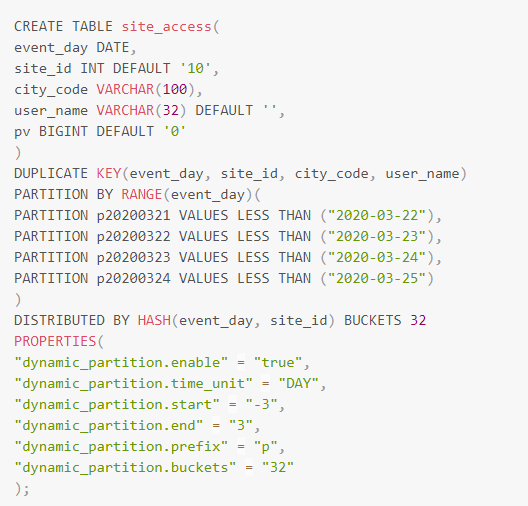 CREATE TABLE site_access(
event_day DATE,
site_id INT DEFAULT '10',
city_code VARCHAR(100),
user_name VARCHAR(32) DEFAULT '',
pv BIGINT DEFAULT '0'
)
DUPLICATE KEY(event_day, site_id, city_code, user_name)
PARTITION BY RANGE(event_day)(
PARTITION p20200321 VALUES LESS THAN ("2020-03-22"),
PARTITION p20200322 VALUES LESS THAN ("2020-03-23"),
PARTITION p20200323 VALUES LESS THAN ("2020-03-24"),
PARTITION p20200324 VALUES LESS THAN ("2020-03-25")
)
DISTRIBUTED BY HASH(event_day, site_id) BUCKETS 32
PROPERTIES(
"dynamic_partition.enable" = "true",
"dynamic_partition.time_unit" = "DAY",
"dynamic_partition.start" = "-3",
"dynamic_partition.end" = "3",
"dynamic_partition.prefix" = "p",
"dynamic_partition.buckets" = "32"
);